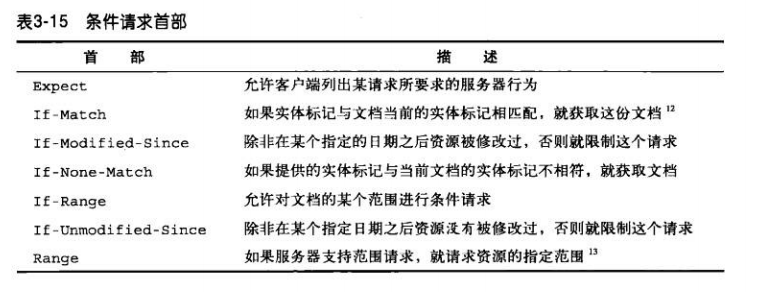 表3-15 条件请求首部
首 部 描 述
Expect 允许客户端列出某请求所要求的服务器行为
If-Match 如果实体标记与文档当前的实体标记相匹配，就获取这份文档12
If-Modified-Since 除非在某个指定的日期之后资源被修改过，否则就限制这个请求
If-None-Match 如果提供的实体标记与当前文档的实体标记不相符，就获取文档
If-Range 允许对文档的某个范围进行条件请求
If-Unmodified-Since 除非在某个指定日期之后资源没有被修改过，否则就限制这个请求
Range 如果服务器支持范围请求，就请求资源的指定范围13